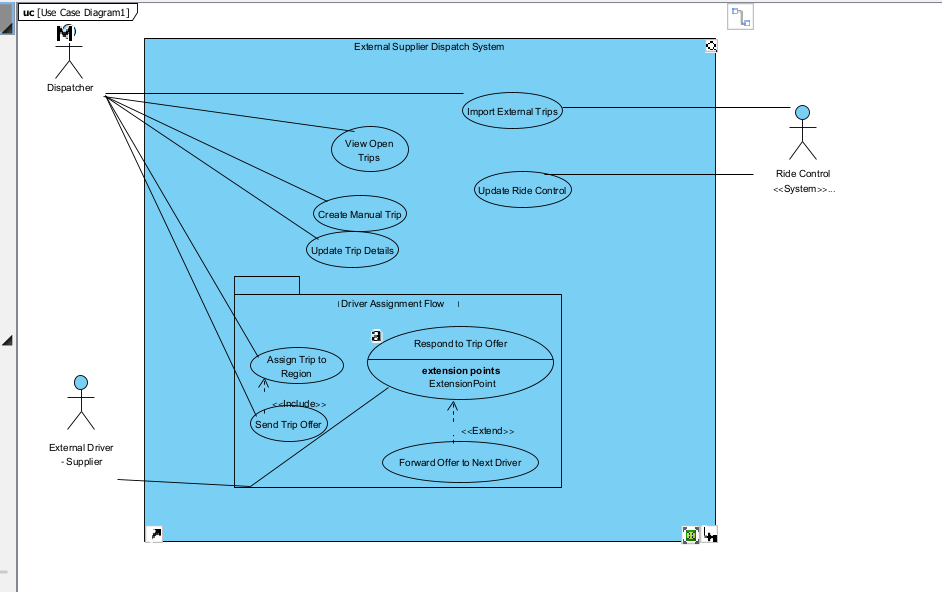 uc [Use Case Diagram1]
M
External Supplier Dispatch System
Dispatcher
Import External Trips
View Open
Trips
Ride Control
<<System>>...
Update Ride Control
Create Manual Trip
Update Trip Details
Driver Assignment Flow
a
Respond to Trip Offer
Assign Trip to
Region
extension points
ExtensionPoint
<<Include>>
Send Trip Offer
<<Extend>>
External Driver
- Supplier
Forward Offer to Next Driver